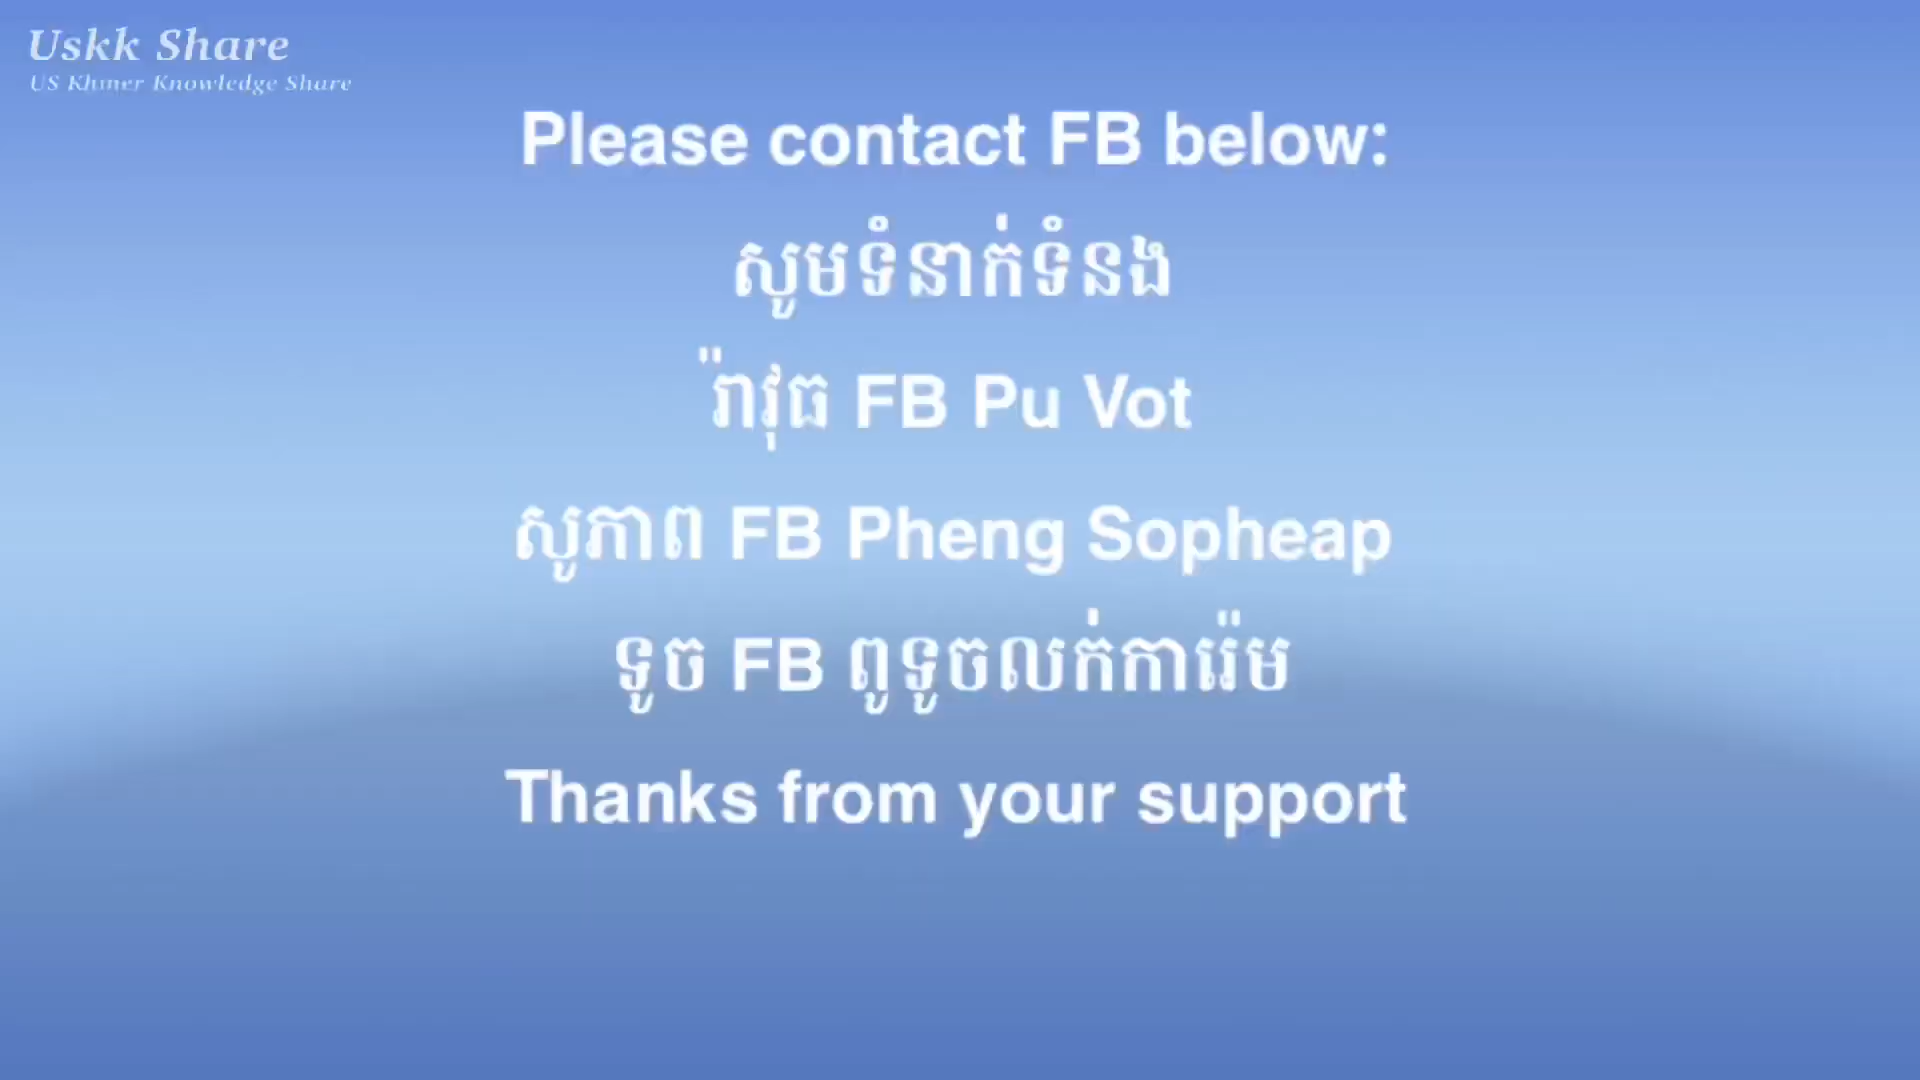 Uskk Share
US Khmer Knowledge Share
Please contact FB below:
សូមទំនាក់ទំនង
រ៉ាវុធ FB Pu Vot
សូភាព FB Pheng Sopheap
ទូច FB ពូទូចលក់ការ៉េម
Thanks from your support